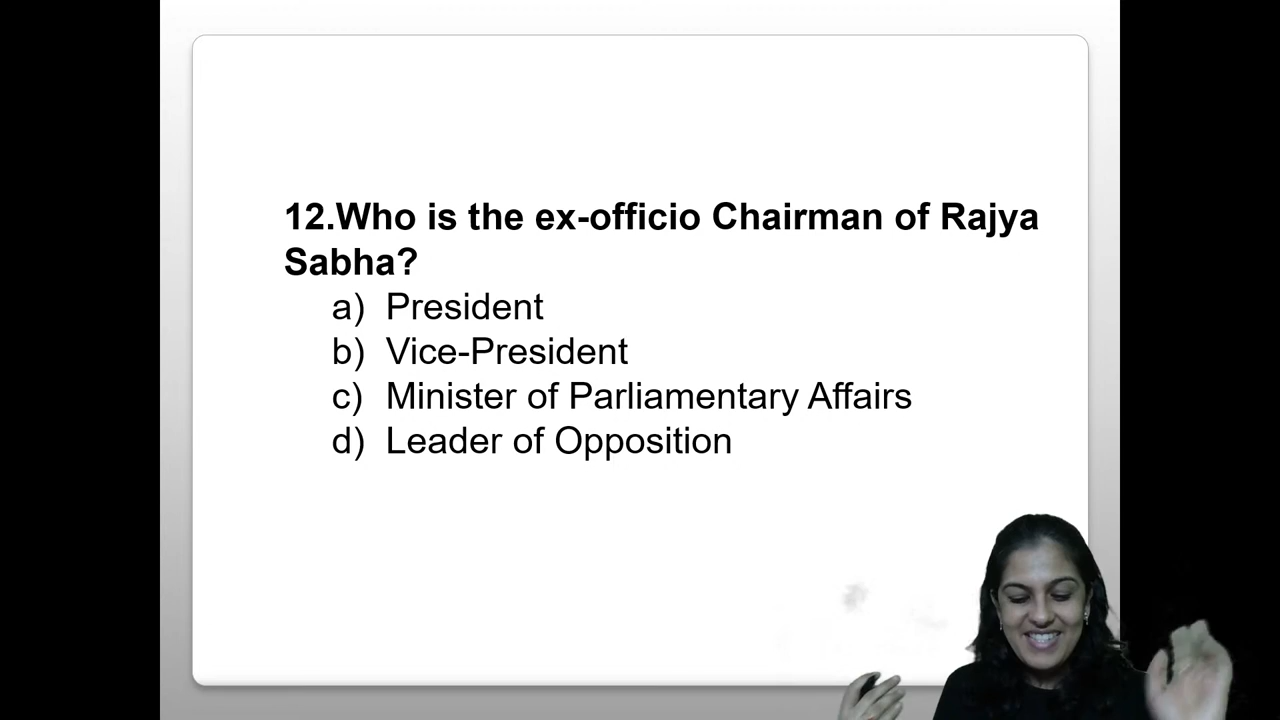 12.Who is the ex-officio Chairman of Rajya
Sabha?
a) President
b) Vice-President
c) Minister of Parliamentary Affairs
d) Leader of Opposition